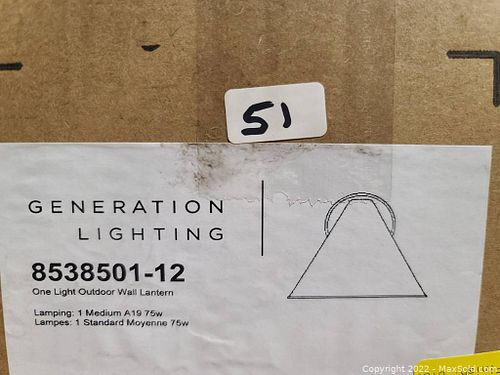 51
GENERATION
LIGHTING
8538501-12
One Light Outdoor Wall Lantern
Lamping: 1 Medium A19 75w
Lampes: 1 Standard Moyenne 75w
Copyright 2022 - MaxSold.com